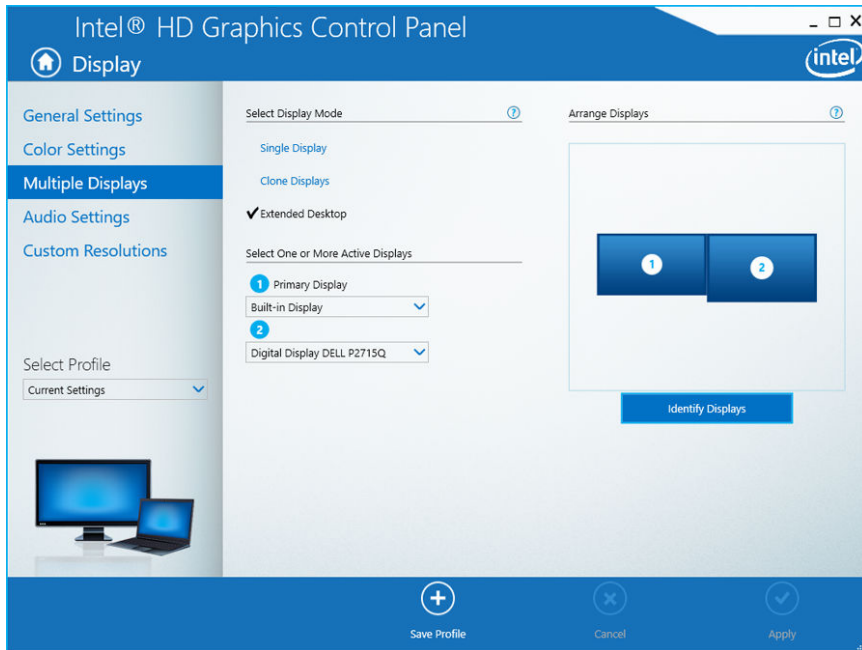 Intel® HD Graphics Control Panel
Display
intel
General Settings
Color Settings
Multiple Displays
Audio Settings
Custom Resolutions
Select Profile
Current Settings
Select Display Mode
?
Single Display
Clone Displays
Extended Desktop
Select One or More Active Displays
1 Primary Display
Built-in Display
2
Digital Display DELL P2715Q
Arrange Displays
?
1
2
Identify Displays
Save Profile
Cancel
Apply